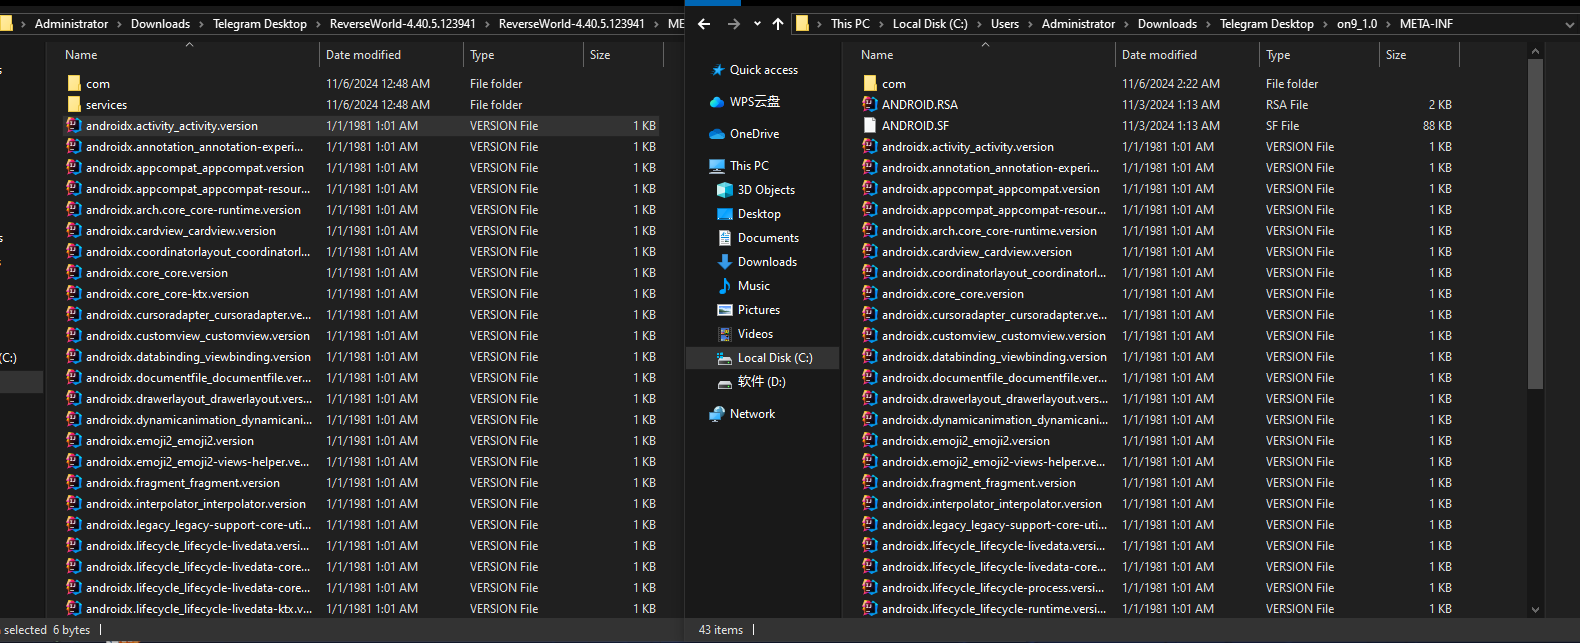 Administrator > Downloads > Telegram Desktop > ReverseWorld-4.40.5.123941 > ReverseWorld-4.40.5.123941 > ME
Name Date modified Type Size
com 11/6/2024 12:48 AM File folder
services 11/6/2024 12:48 AM File folder
androidx.activity_activity.version 1/1/1981 1:01 AM VERSION File 1 KB
androidx.annotation_annotation-experi... 1/1/1981 1:01 AM VERSION File 1 KB
androidx.appcompat_appcompat.version 1/1/1981 1:01 AM VERSION File 1 KB
androidx.appcompat_appcompat-resour... 1/1/1981 1:01 AM VERSION File 1 KB
androidx.arch.core_core-runtime.version 1/1/1981 1:01 AM VERSION File 1 KB
androidx.cardview_cardview.version 1/1/1981 1:01 AM VERSION File 1 KB
androidx.coordinatorlayout_coordinatorl... 1/1/1981 1:01 AM VERSION File 1 KB
androidx.core_core.version 1/1/1981 1:01 AM VERSION File 1 KB
androidx.core_core-ktx.version 1/1/1981 1:01 AM VERSION File 1 KB
androidx.cursoradapter_cursoradapter.ve... 1/1/1981 1:01 AM VERSION File 1 KB
androidx.customview_customview.version 1/1/1981 1:01 AM VERSION File 1 KB
androidx.databinding_viewbinding.version 1/1/1981 1:01 AM VERSION File 1 KB
androidx.documentfile_documentfile.ver... 1/1/1981 1:01 AM VERSION File 1 KB
androidx.drawerlayout_drawerlayout.vers... 1/1/1981 1:01 AM VERSION File 1 KB
androidx.dynamicanimation_dynamicani... 1/1/1981 1:01 AM VERSION File 1 KB
androidx.emoji2_emoji2.version 1/1/1981 1:01 AM VERSION File 1 KB
androidx.emoji2_emoji2-views-helper.ve... 1/1/1981 1:01 AM VERSION File 1 KB
androidx.fragment_fragment.version 1/1/1981 1:01 AM VERSION File 1 KB
androidx.interpolator_interpolator.version 1/1/1981 1:01 AM VERSION File 1 KB
androidx.legacy_legacy-support-core-uti... 1/1/1981 1:01 AM VERSION File 1 KB
androidx.lifecycle_lifecycle-livedata.versi... 1/1/1981 1:01 AM VERSION File 1 KB
androidx.lifecycle_lifecycle-livedata-core... 1/1/1981 1:01 AM VERSION File 1 KB
androidx.lifecycle_lifecycle-livedata-core... 1/1/1981 1:01 AM VERSION File 1 KB
androidx.lifecycle_lifecycle-livedata-ktx.v... 1/1/1981 1:01 AM VERSION File 1 KB
(C:)
selected 6 bytes
This PC > Local Disk (C:) > Users > Administrator > Downloads > Telegram Desktop > on9_1.0 > META-INF
Quick access
WPS云盘
OneDrive
This PC
3D Objects
Desktop
Documents
Downloads
Music
Pictures
Videos
Local Disk (C:)
软件 (D:)
Network
Name Date modified Type Size
com 11/6/2024 2:22 AM File folder
ANDROID.RSA 11/3/2024 1:13 AM RSA File 2 KB
ANDROID.SF 11/3/2024 1:13 AM SF File 88 KB
androidx.activity_activity.version 1/1/1981 1:01 AM VERSION File 1 KB
androidx.annotation_annotation-experi... 1/1/1981 1:01 AM VERSION File 1 KB
androidx.appcompat_appcompat.version 1/1/1981 1:01 AM VERSION File 1 KB
androidx.appcompat_appcompat-resour... 1/1/1981 1:01 AM VERSION File 1 KB
androidx.arch.core_core-runtime.version 1/1/1981 1:01 AM VERSION File 1 KB
androidx.cardview_cardview.version 1/1/1981 1:01 AM VERSION File 1 KB
androidx.coordinatorlayout_coordinatorl... 1/1/1981 1:01 AM VERSION File 1 KB
androidx.core_core.version 1/1/1981 1:01 AM VERSION File 1 KB
androidx.cursoradapter_cursoradapter.ve... 1/1/1981 1:01 AM VERSION File 1 KB
androidx.customview_customview.version 1/1/1981 1:01 AM VERSION File 1 KB
androidx.databinding_viewbinding.version 1/1/1981 1:01 AM VERSION File 1 KB
androidx.documentfile_documentfile.ver... 1/1/1981 1:01 AM VERSION File 1 KB
androidx.drawerlayout_drawerlayout.vers... 1/1/1981 1:01 AM VERSION File 1 KB
androidx.dynamicanimation_dynamicani... 1/1/1981 1:01 AM VERSION File 1 KB
androidx.emoji2_emoji2.version 1/1/1981 1:01 AM VERSION File 1 KB
androidx.emoji2_emoji2-views-helper.ve... 1/1/1981 1:01 AM VERSION File 1 KB
androidx.fragment_fragment.version 1/1/1981 1:01 AM VERSION File 1 KB
androidx.interpolator_interpolator.version 1/1/1981 1:01 AM VERSION File 1 KB
androidx.legacy_legacy-support-core-uti... 1/1/1981 1:01 AM VERSION File 1 KB
androidx.lifecycle_lifecycle-livedata.versi... 1/1/1981 1:01 AM VERSION File 1 KB
androidx.lifecycle_lifecycle-livedata-core... 1/1/1981 1:01 AM VERSION File 1 KB
androidx.lifecycle_lifecycle-process.versi... 1/1/1981 1:01 AM VERSION File 1 KB
androidx.lifecycle_lifecycle-runtime.versi... 1/1/1981 1:01 AM VERSION File 1 KB
43 items